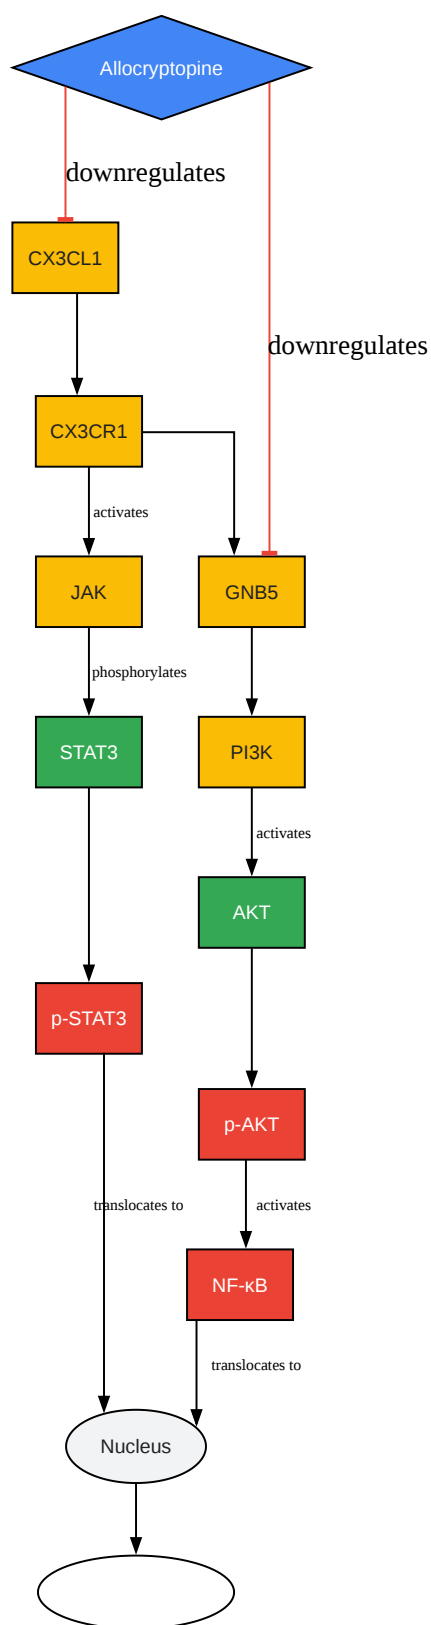 Allocryptopine
downregulates
CX3CL1
downregulates
CX3CR1
activates
JAK
GNB5
phosphorylates
STAT3
PI3K
activates
AKT
p-STAT3
p-AKT
translocates to
activates
NF-κB
translocates to
Nucleus